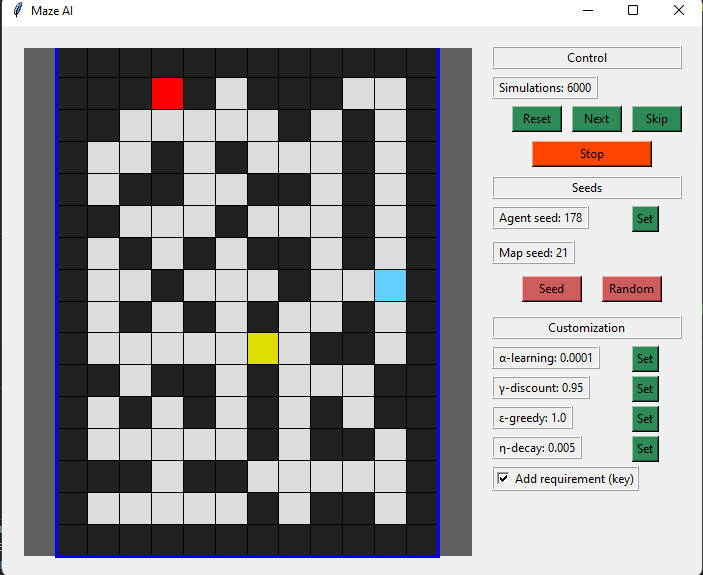 Maze AI
Control
Simulations: 6000
Reset Next Skip
Stop
Seeds
Agent seed: 178 Set
Map seed: 21
Seed Random
Customization
α-learning: 0.0001 Set
γ-discount: 0.95 Set
ε-greedy: 1.0 Set
η-decay: 0.005 Set
Add requirement (key)